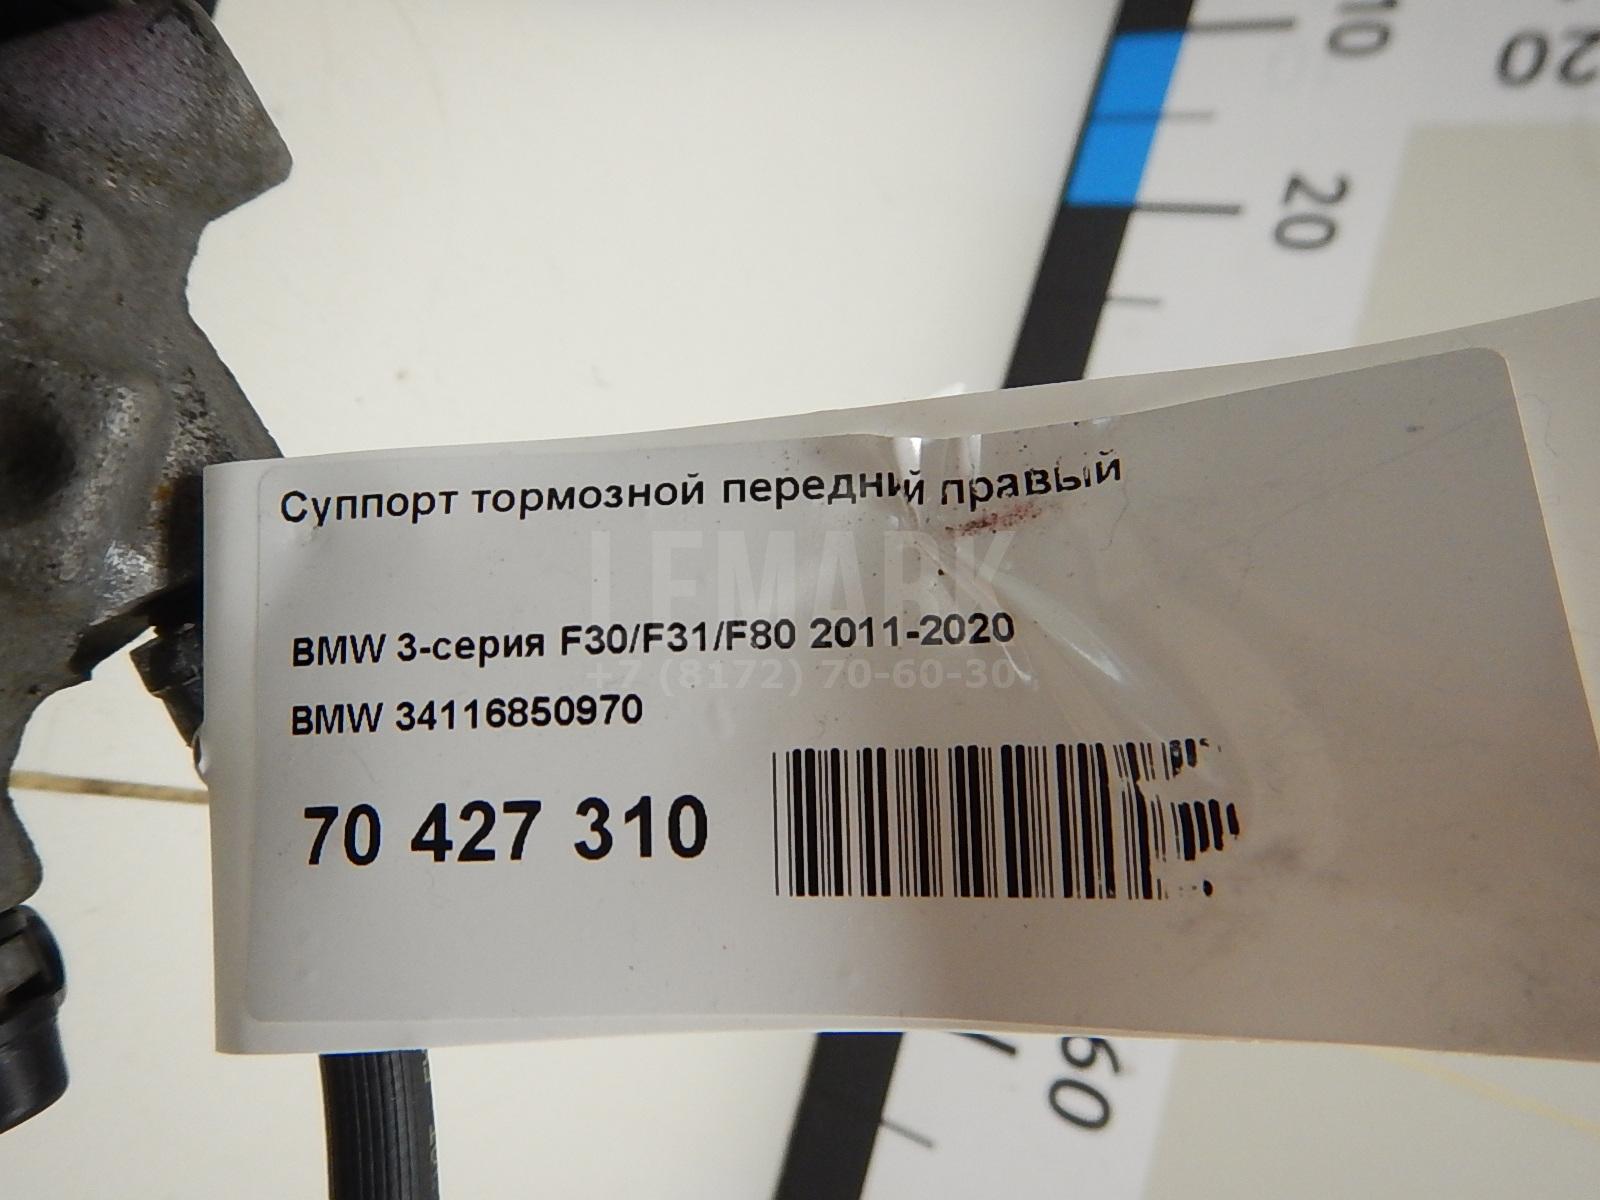 10
20
20
Суппорт тормозной передний правый
LEMARK
BMW 3-серия F30/F31/F80 2011-2020
+7 (8172) 70-60-30
BMW 34116850970
70 427 310
60